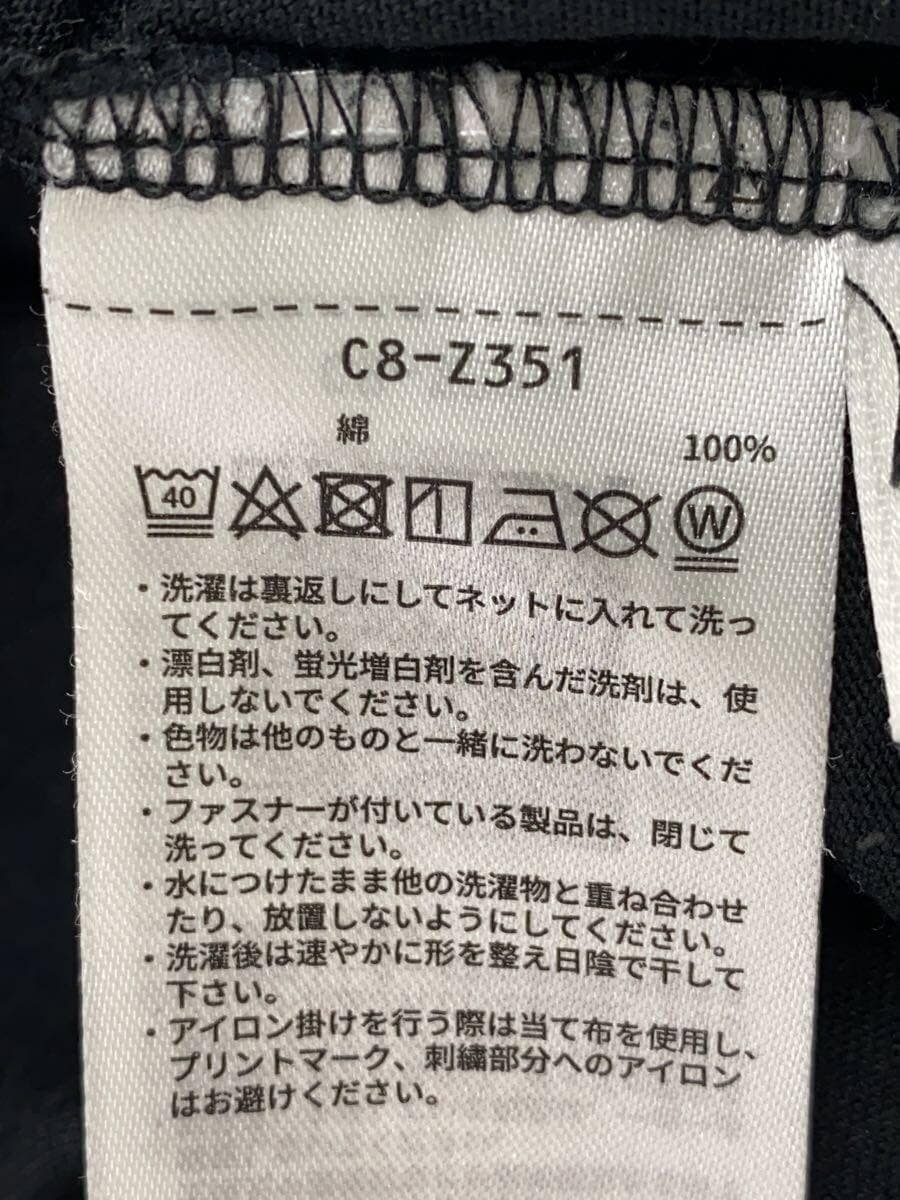 C8-Z351
綿 100%
40 W
・洗濯は裏返しにしてネットに入れて洗っ
てください。
・漂白剤、蛍光増白剤を含んだ洗剤は、使
用しないでください。
・色物は他のものと一緒に洗わないでくだ
さい。
・ファスナーが付いている製品は、閉じて
洗ってください。
・水につけたまま他の洗濯物と重ね合わせ
たり、放置しないようにしてください。
・洗濯後は速やかに形を整え日陰で干して
下さい。
・アイロン掛けを行う際は当て布を使用し、
プリントマーク、刺繍部分へのアイロン
はお避けください。